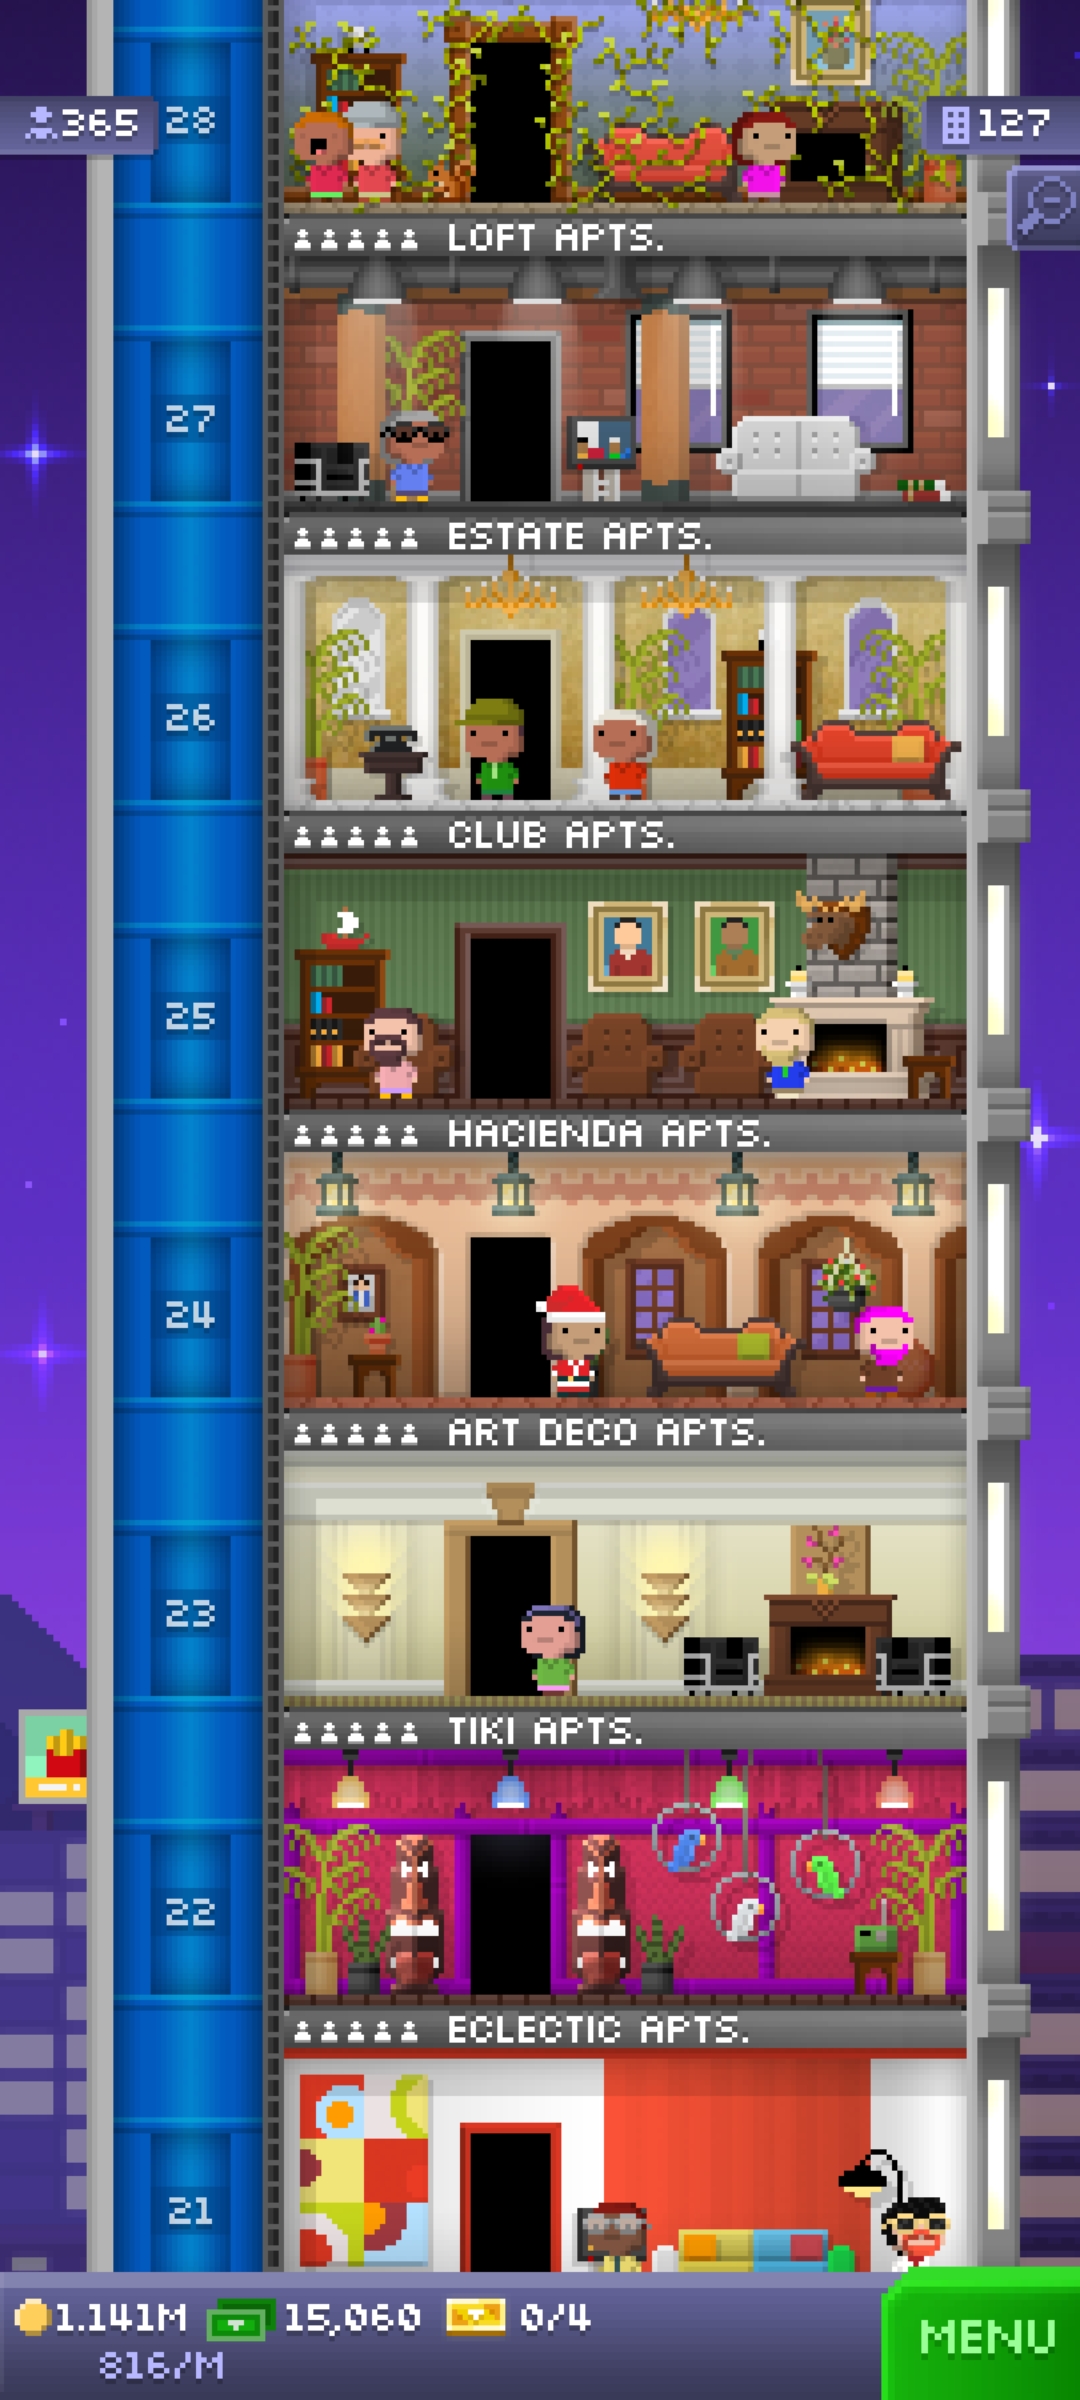 365
28
127
LOFT APTS.
27
ESTATE APTS.
26
CLUB APTS.
25
HACIENDA APTS.
24
ART DECO APTS.
23
TIKI APTS.
22
ECLECTIC APTS.
21
1.141M 15,060 0/4
816/M
MENU